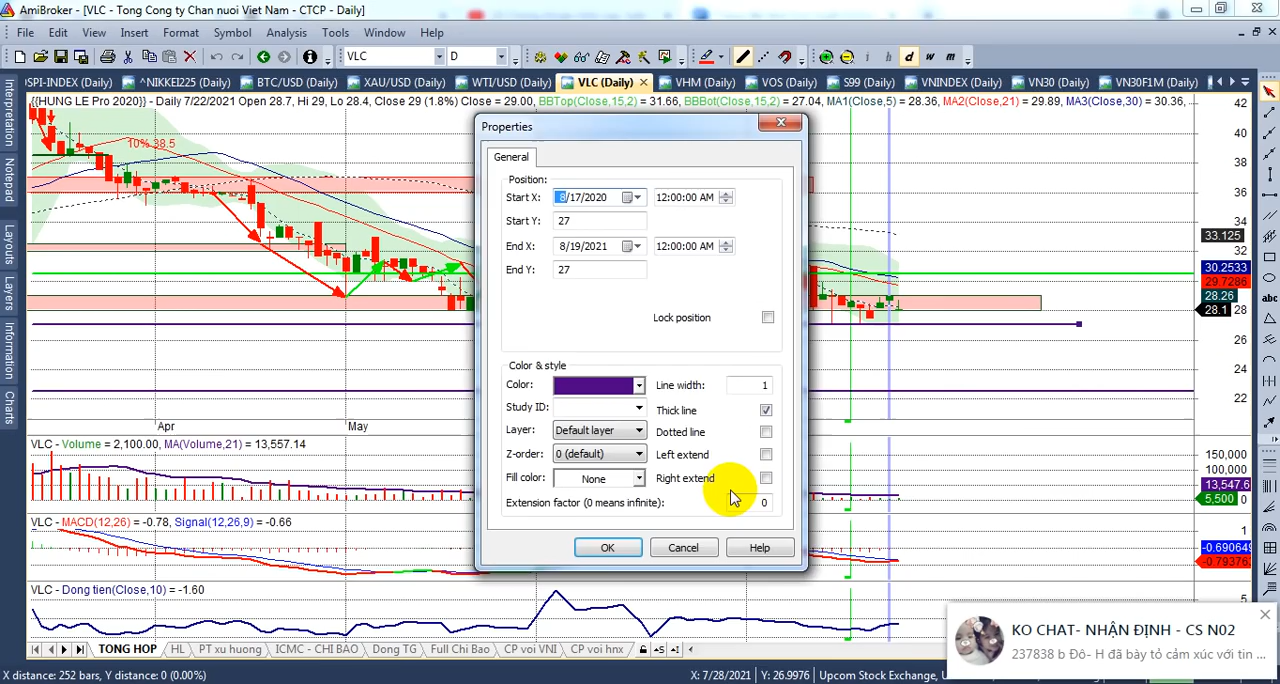 AmiBroker - [VLC - Tong Cong ty Chan nuoi Viet Nam - CTCP - Daily]
File Edit View Insert Format Symbol Analysis Tools Window Help
VLC D i h d w m
SPI-INDEX (Daily) ^NIKKEI225 (Daily) BTC/USD (Daily) XAU/USD (Daily) WTI/USD (Daily) VLC (Daily) VHM (Daily) VOS (Daily) S99 (Daily) VNINDEX (Daily) VN30 (Daily) VN30F1M (Daily)
{{HUNG LE Pro 2020}} - Daily 7/22/2021 Open 28.7, Hi 29, Lo 28.4, Close 29 (1.8%) Close = 29.00, BBTop(Close,15,2) = 31.66, BBBot(Close,15,2) = 27.04, MA1(Close,5) = 28.36, MA2(Close,21) = 29.89, MA3(Close,30) = 30.36,
Interpretation
Notepad
Layouts
Layers
Information
Charts
10% 38.5
Properties
General
Position:
Start X: 8/17/2020 12:00:00 AM
Start Y: 27
End X: 8/19/2021 12:00:00 AM
End Y: 27
Lock position
Color & style
Color: Line width: 1
Study ID: Thick line
Layer: Default layer Dotted line
Z-order: 0 (default) Left extend
Fill color: None Right extend
Extension factor (0 means infinite): 0
OK Cancel Help
42
40
38
36
34
33.125
32
30.2533
29.7286
28.26
28.1
28
26
24
22
Apr May
VLC - Volume = 2,100.00, MA(Volume,21) = 13,557.14
150,000
100,000
13,547.6
5,500 0
VLC - MACD(12,26) = -0.78, Signal(12,26,9) = -0.66
1
-0.690649
-0.79376
VLC - Dong tien(Close,10) = -1.60
5
abc
TONG HOP HL PT xu huong ICMC - CHI BAO Dong TG Full Chi Bao CP voi VNI CP voi hnx
KO CHAT- NHẬN ĐỊNH - CS N02
237838 b Đô- H đã bày tỏ cảm xúc với tin ...
X distance: 252 bars, Y distance: 0 (0.00%) X: 7/28/2021 Y: 26.9976 Upcom Stock Exchange,